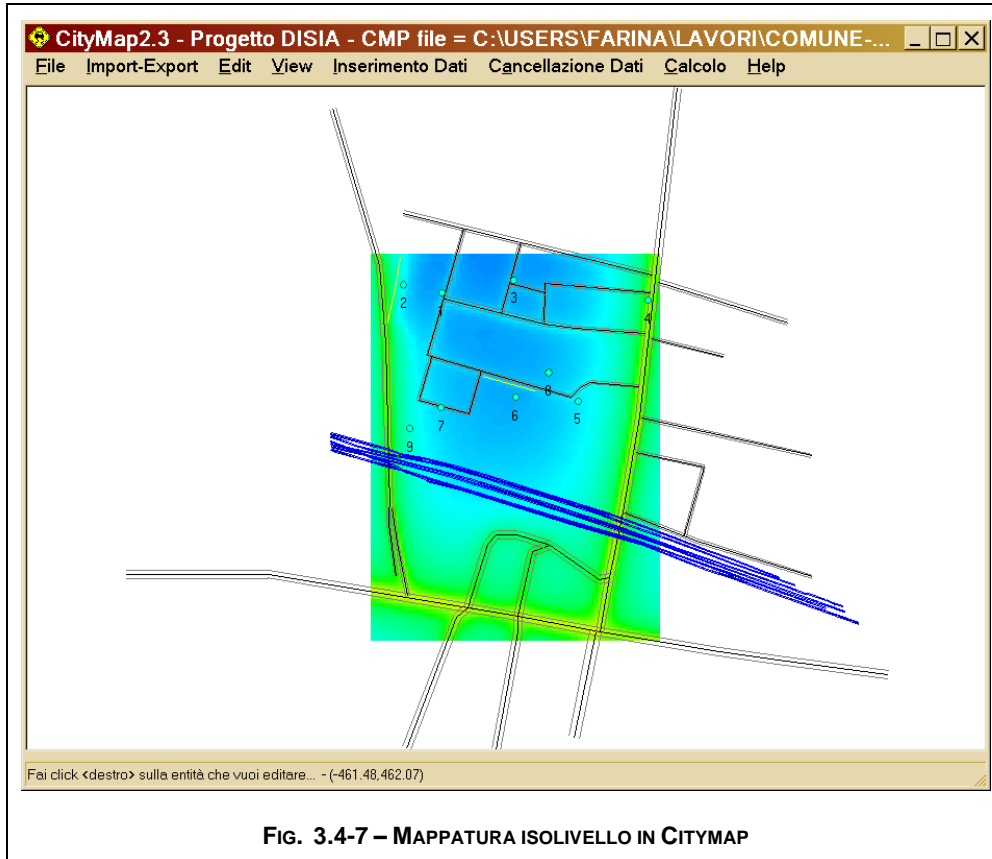 CityMap2.3 - Progetto DISIA - CMP file = C:\USERS\FARINA\LAVORI\COMUNE-...
File Import-Export Edit View Inserimento Dati Cancellazione Dati Calcolo Help
2
1
3
4
8
6
5
7
9
Fai click <destro> sulla entità che vuoi editare... - (-461.48,462.07)
FIG. 3.4-7 – MAPPATURA ISOLIVELLO IN CITYMAP